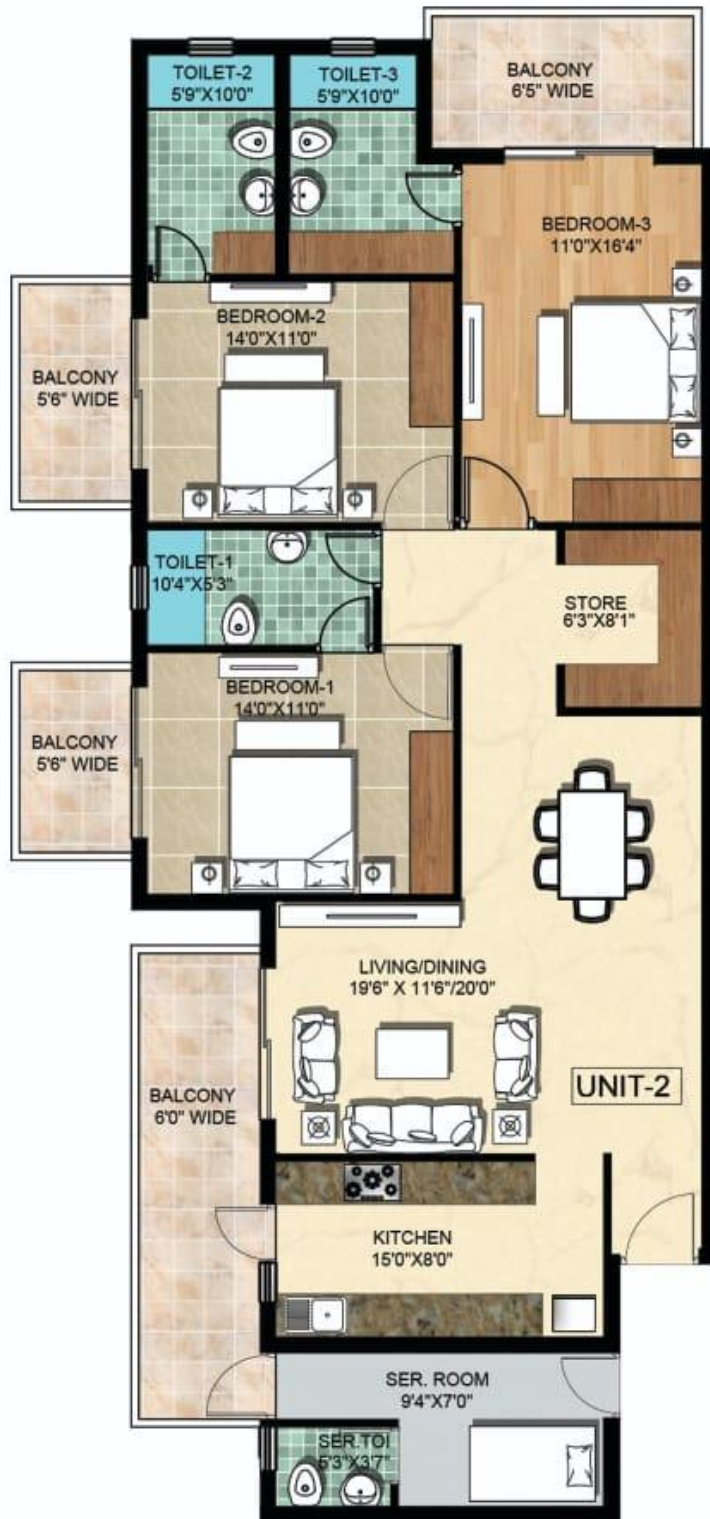 TOILET-2
5'9"X10'0"
TOILET-3
5'9"X10'0"
BALCONY
6'5" WIDE
BEDROOM-3
11'0"X16'4"
BEDROOM-2
14'0"X11'0"
BALCONY
5'6" WIDE
TOILET-1
10'4"X5'3"
STORE
6'3"X8'1"
BEDROOM-1
14'0"X11'0"
BALCONY
5'6" WIDE
LIVING/DINING
19'6" X 11'6"/20'0"
UNIT-2
BALCONY
6'0" WIDE
KITCHEN
15'0"X8'0"
SER. ROOM
9'4"X7'0"
SER.TOI
5'3"X3'7"